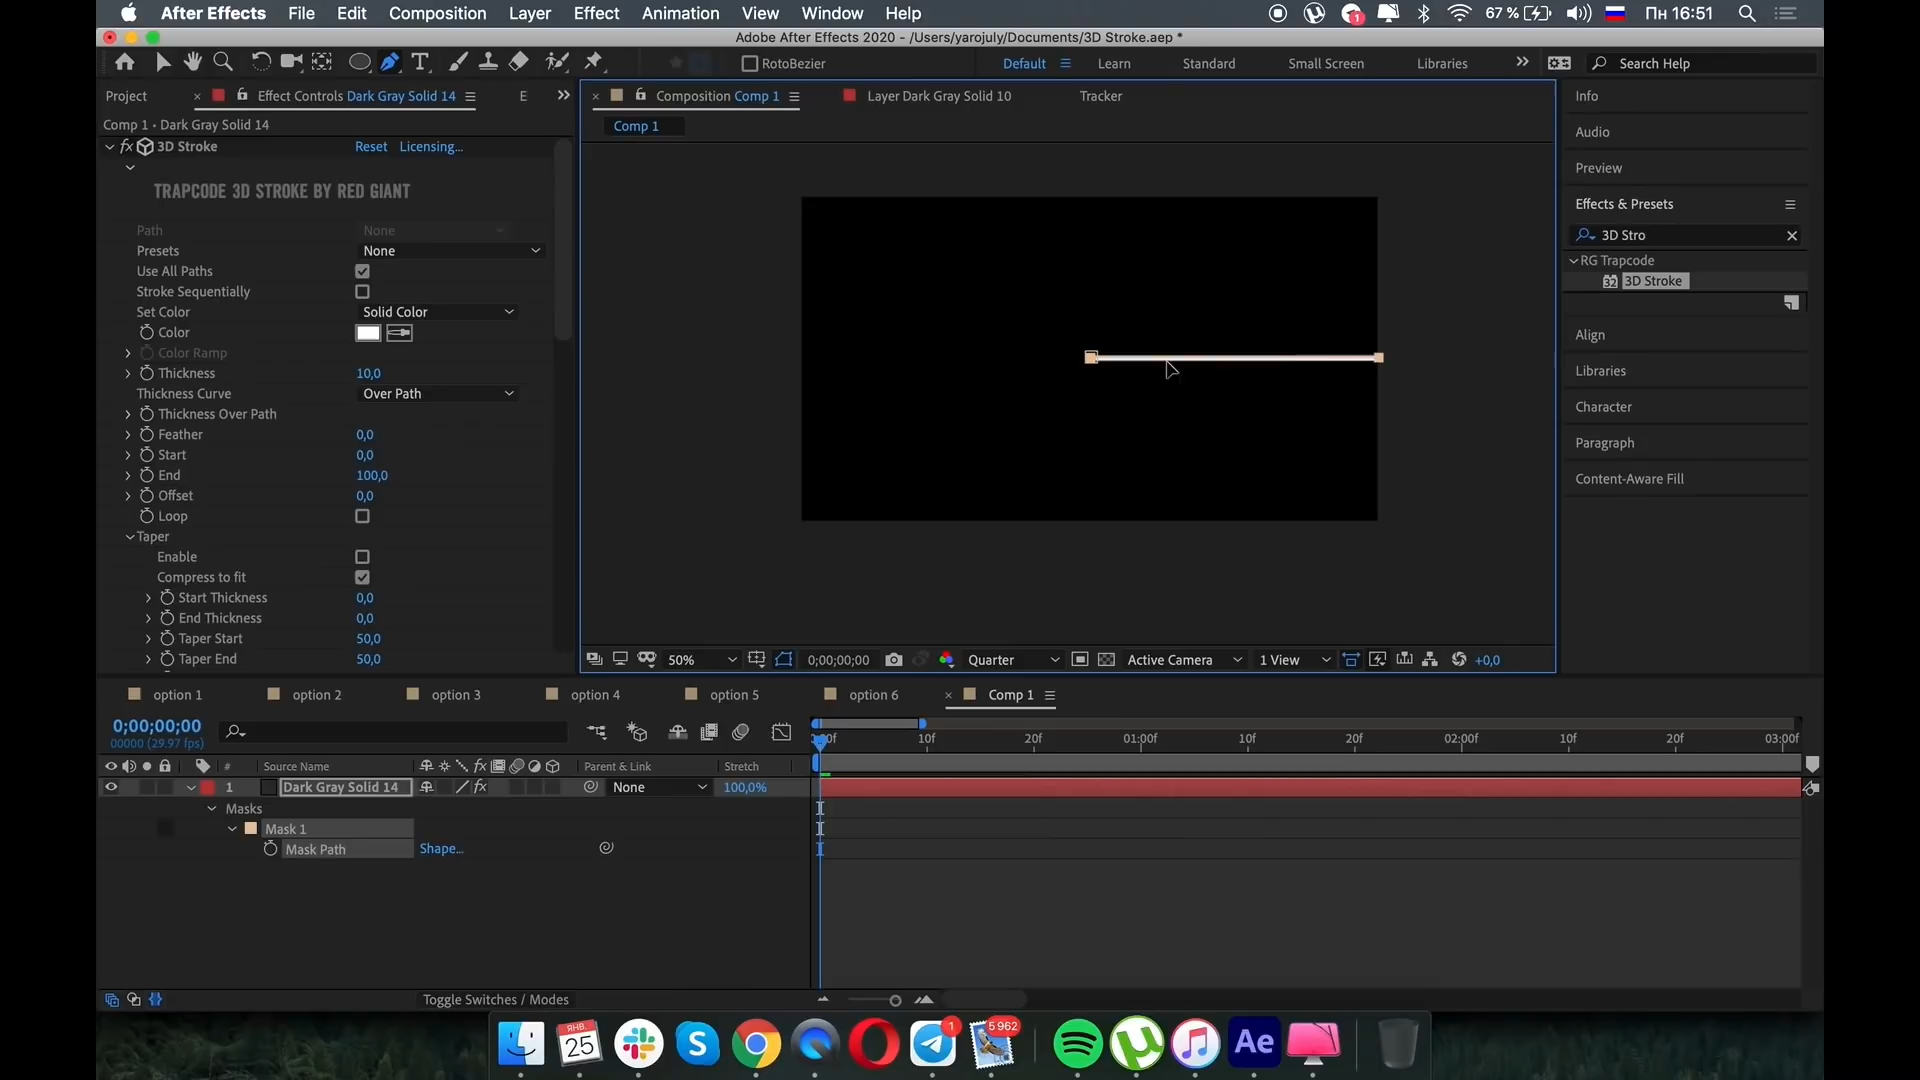 After Effects File Edit Composition Layer Effect Animation View Window Help 1 67 % Пн 16:51
Adobe After Effects 2020 - /Users/yarojuly/Documents/3D Stroke.aep *
T RotoBezier Default Learn Standard Small Screen Libraries Search Help
Project Effect Controls Dark Gray Solid 14 E Composition Comp 1 Layer Dark Gray Solid 10 Tracker Info
Comp 1 • Dark Gray Solid 14
Comp 1
Audio
fx 3D Stroke Reset Licensing...
Preview
TRAPCODE 3D STROKE BY RED GIANT
Effects & Presets
Path None
3D Stro
Presets None
RG Trapcode
Use All Paths
32 3D Stroke
Stroke Sequentially
Set Color Solid Color
Color
Align
Color Ramp
Libraries
Thickness 10,0
Thickness Curve Over Path
Character
Thickness Over Path
Feather 0,0
Paragraph
Start 0,0
End 100,0
Content-Aware Fill
Offset 0,0
Loop
Taper
Enable
Compress to fit
Start Thickness 0,0
End Thickness 0,0
Taper Start 50,0
Taper End 50,0
50% 0;00;00;00 Quarter Active Camera 1 View +0,0
option 1 option 2 option 3 option 4 option 5 option 6 Comp 1
0;00;00;00
00000 (29.97 fps)
00f 10f 20f 01:00f 10f 20f 02:00f 10f 20f 03:00f
# Source Name fx Parent & Link Stretch
1 Dark Gray Solid 14 fx None 100,0%
Masks
Mask 1
Mask Path Shape...
Toggle Switches / Modes
ЯНВ. 25 S 1 5 962 Ae